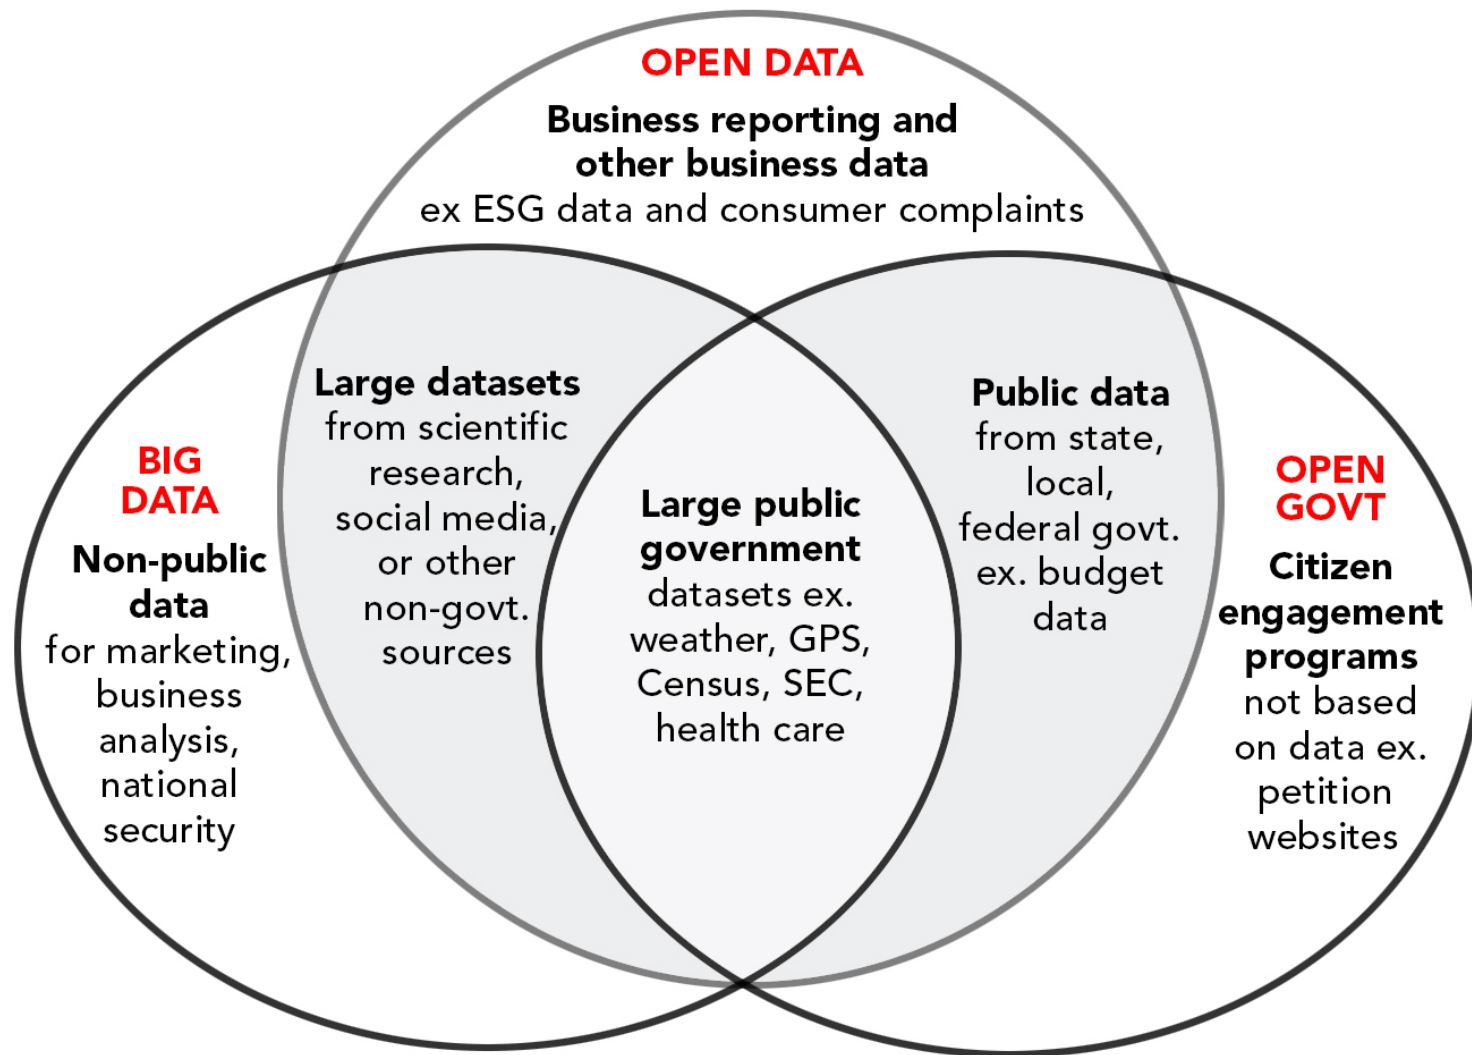 OPEN DATA
Business reporting and
other business data
ex ESG data and consumer complaints
Large datasets
from scientific
research,
social media,
or other
non-govt.
sources
Public data
from state,
local,
federal govt.
ex. budget
data
BIG
DATA
Non-public
data
for marketing,
business
analysis,
national
security
Large public
government
datasets ex.
weather, GPS,
Census, SEC,
health care
OPEN
GOVT
Citizen
engagement
programs
not based
on data ex.
petition
websites